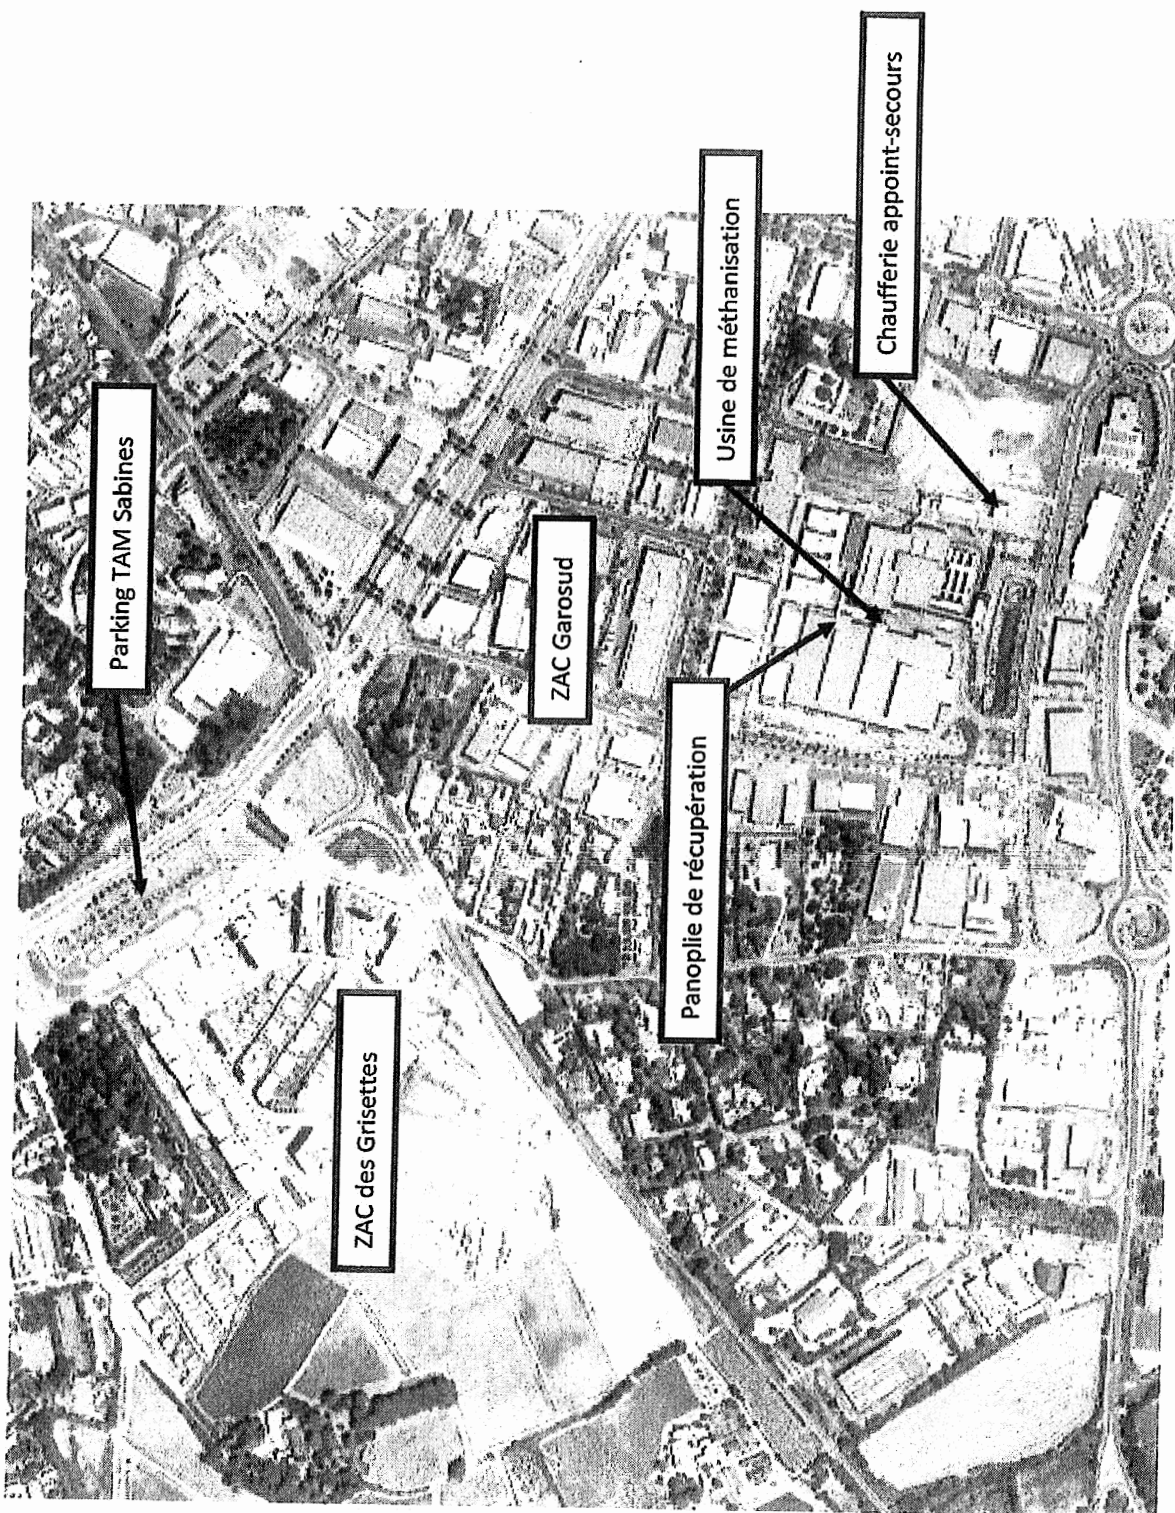 Parking TAM Sabines
ZAC des Grisettes
ZAC Garosud
Panoplie de récupération
Usine de méthanisation
Chaufferie appoint-secours